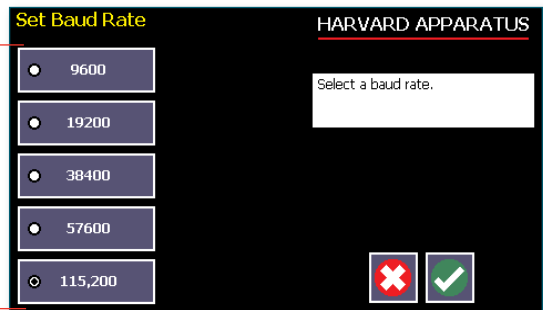 Set Baud Rate
HARVARD APPARATUS
9600
Select a baud rate.
19200
38400
57600
115,200